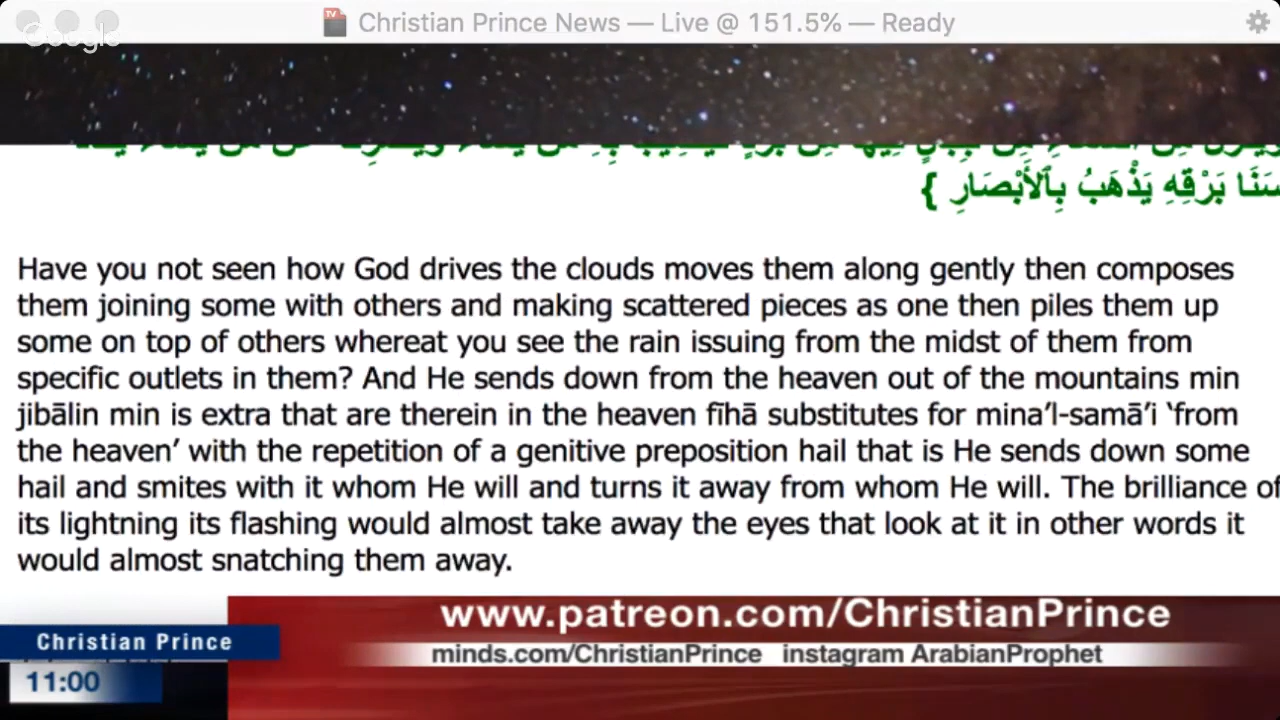 Christian Prince News — Live @ 151.5% — Ready
Google
سَنَا بَرْقِهِ يَذْهَبُ بِٱلأَبْصَارِ }
Have you not seen how God drives the clouds moves them along gently then composes
them joining some with others and making scattered pieces as one then piles them up
some on top of others whereat you see the rain issuing from the midst of them from
specific outlets in them? And He sends down from the heaven out of the mountains min
jibālin min is extra that are therein in the heaven fīhā substitutes for mina’l-samā’i ‘from
the heaven’ with the repetition of a genitive preposition hail that is He sends down some
hail and smites with it whom He will and turns it away from whom He will. The brilliance of
its lightning its flashing would almost take away the eyes that look at it in other words it
would almost snatching them away.
www.patreon.com/ChristianPrince
Christian Prince
minds.com/ChristianPrince instagram ArabianProphet
11:00